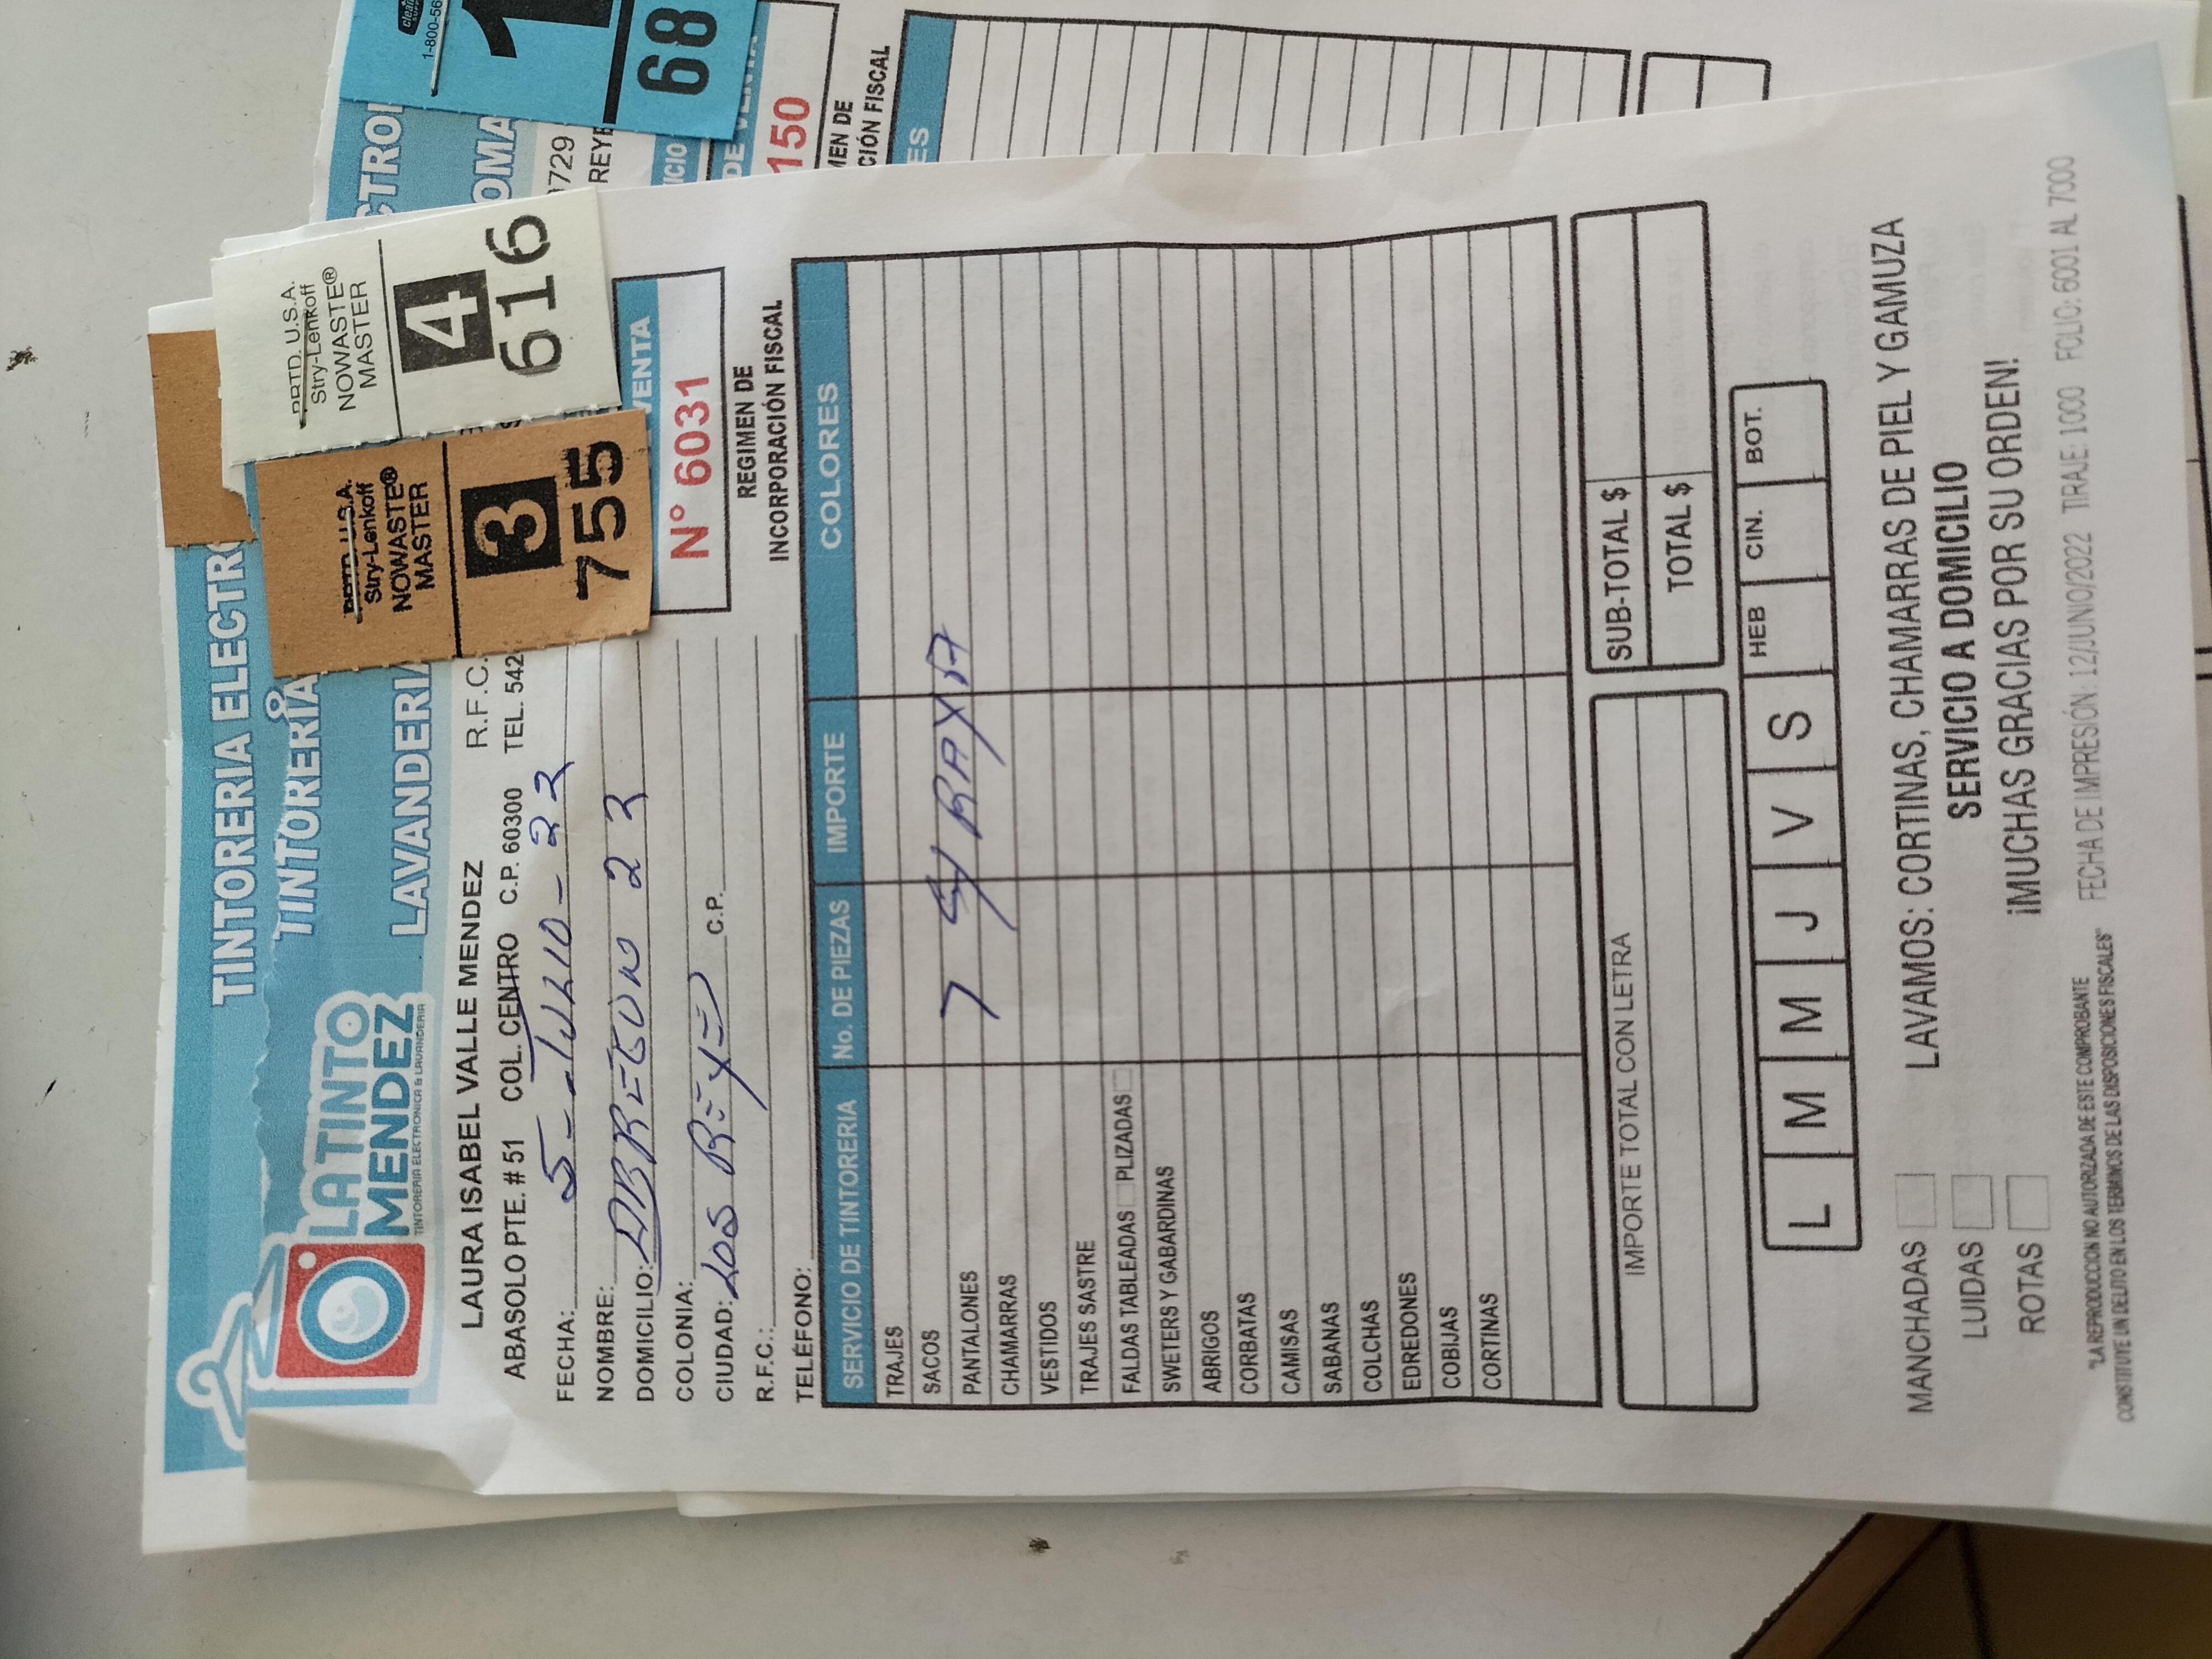 TINTORERIA ELECTR
TINTORERÍA
LAVANDERIA
LA TINTO
MENDEZ
TINTORERIA ELECTRONICA & LAVANDERIA
PRTD. U.S.A.
Stry-Lenkoff
NOWASTE®
MASTER
3
755
PRTD. U.S.A.
Stry-Lenkoff
NOWASTE®
MASTER
4
616
LAURA ISABEL VALLE MENDEZ R.F.C.
ABASOLO PTE. # 51 COL. CENTRO C.P. 60300 TEL. 542
VENTA
N° 6031
REGIMEN DE
INCORPORACIÓN FISCAL
FECHA: 5-JULIO-22
NOMBRE:
DOMICILIO: OBREGON 23
COLONIA:
CIUDAD: LOS REYES C.P.
R.F.C.:
TELÉFONO:
SERVICIO DE TINTORERIA No. DE PIEZAS IMPORTE COLORES
TRAJES
SACOS
PANTALONES 7 RAYA
CHAMARRAS
VESTIDOS
TRAJES SASTRE
FALDAS TABLEADAS PLIZADAS
SWETERS Y GABARDINAS
ABRIGOS
CORBATAS
CAMISAS
SABANAS
COLCHAS
EDREDONES
COBIJAS
CORTINAS
IMPORTE TOTAL CON LETRA
SUB-TOTAL $
TOTAL $
L M M J V S HEB CIN. BOT.
MANCHADAS
LUIDAS
ROTAS
LAVAMOS: CORTINAS, CHAMARRAS DE PIEL Y GAMUZA
SERVICIO A DOMICILIO
¡MUCHAS GRACIAS POR SU ORDEN!
"LA REPRODUCCION NO AUTORIZADA DE ESTE COMPROBANTE
CONSTITUYE UN DELITO EN LOS TERMINOS DE LAS DISPOSICIONES FISCALES"
FECHA DE IMPRESIÓN: 12/JUNIO/2022 TIRAJE: 1000 FOLIO: 6001 AL 7000
CTRO
OMA
0729
REYE
ICIO
DE VENTA
150
MEN DE
CIÓN FISCAL
ES
1-800-56
1
68